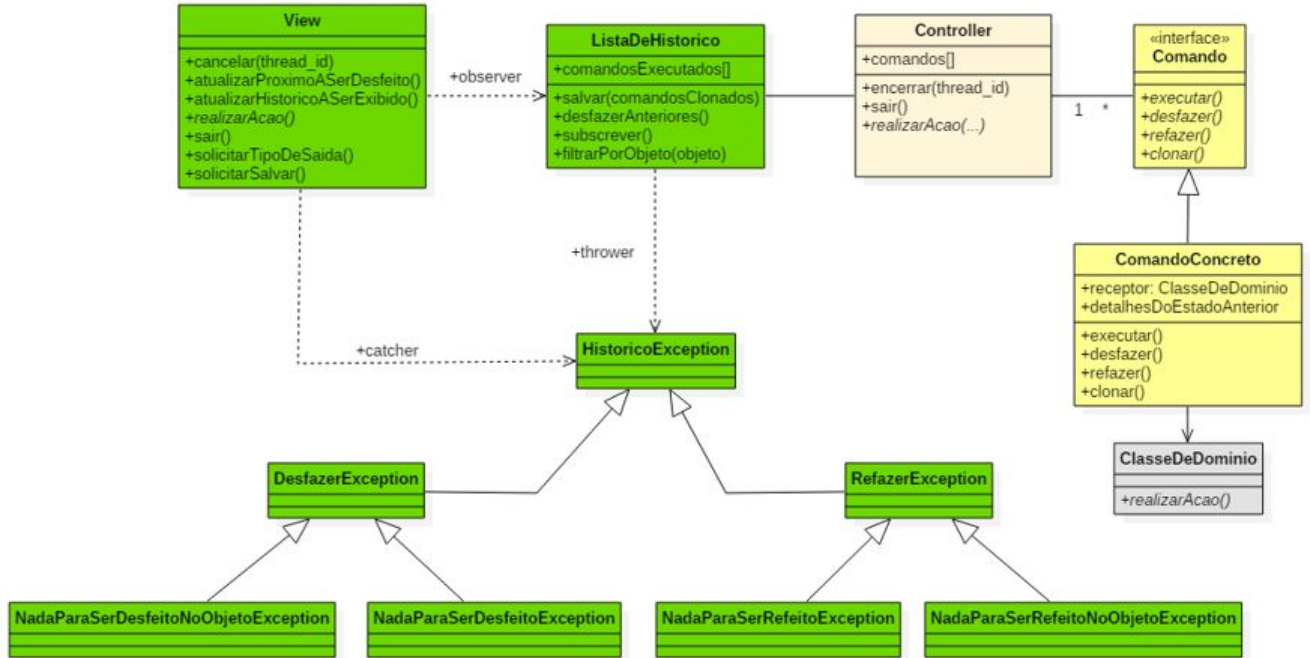 View
+cancelar(thread_id)
+atualizarProximoASerDesfeito()
+atualizarHistoricoASerExibido()
+realizarAcao()
+sair()
+solicitarTipoDeSaida()
+solicitarSalvar()
+observer
ListaDeHistorico
+comandosExecutados[]
+salvar(comandosClonados)
+desfazerAnteriores()
+subscrever()
+filtrarPorObjeto(objeto)
Controller
+comandos[]
+encerrar(thread_id)
+sair()
+realizarAcao(...)
1 *
«interface»
Comando
+executar()
+desfazer()
+refazer()
+clonar()
+thrower
ComandoConcreto
+receptor: ClasseDeDominio
+detalhesDoEstadoAnterior
+executar()
+desfazer()
+refazer()
+clonar()
+catcher
HistoricoException
ClasseDeDominio
+realizarAcao()
DesfazerException
RefazerException
NadaParaSerDesfeitoNoObjetoException
NadaParaSerDesfeitoException
NadaParaSerRefeitoException
NadaParaSerRefeitoNoObjetoException